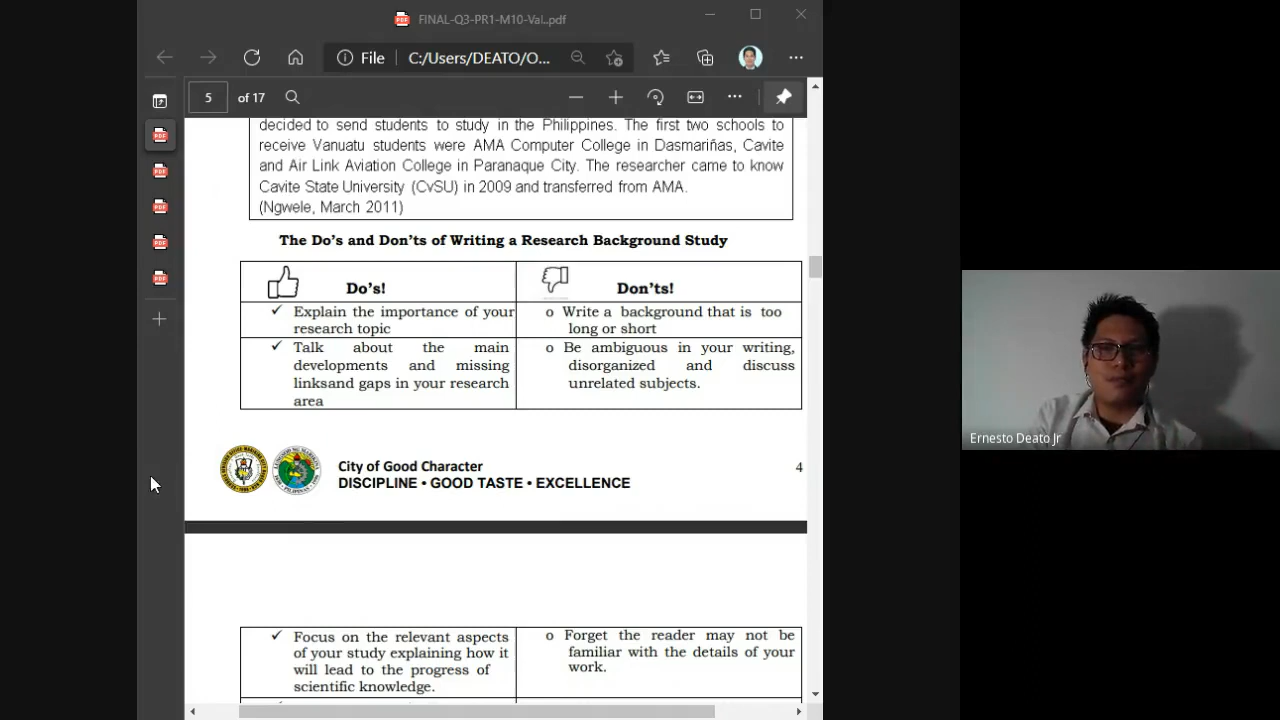 FINAL-Q3-PR1-M10-Val..pdf
File
C:/Users/DEATO/O...
5 of 17
decided to send students to study in the Philippines. The first two schools to
receive Vanuatu students were AMA Computer College in Dasmariñas, Cavite
and Air Link Aviation College in Paranaque City. The researcher came to know
Cavite State University (CvSU) in 2009 and transferred from AMA.
(Ngwele, March 2011)
The Do's and Don'ts of Writing a Research Background Study
Do's!
Don'ts!
✓ Explain the importance of your
research topic
o Write a background that is too
long or short
✓ Talk about the main
developments and missing
linksand gaps in your research
area
o Be ambiguous in your writing,
disorganized and discuss
unrelated subjects.
City of Good Character
DISCIPLINE • GOOD TASTE • EXCELLENCE
4
✓ Focus on the relevant aspects
of your study explaining how it
will lead to the progress of
scientific knowledge.
o Forget the reader may not be
familiar with the details of your
work.
Ernesto Deato Jr